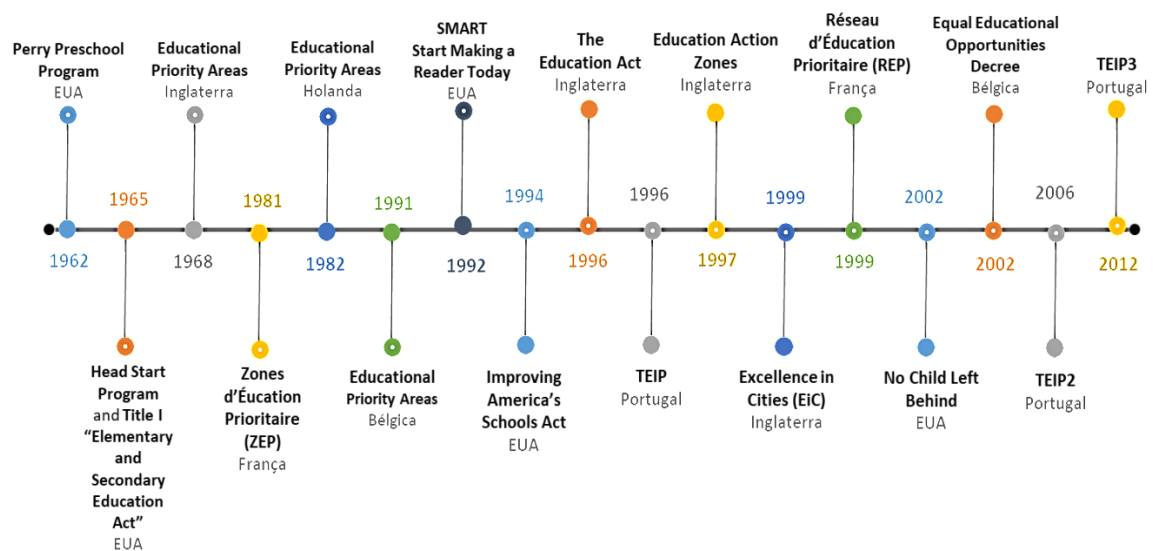 Perry Preschool
Program
EUA
Educational
Priority Areas
Inglaterra
Educational
Priority Areas
Holanda
SMART
Start Making a
Reader Today
EUA
The
Education Act
Inglaterra
Education Action
Zones
Inglaterra
Réseau
d'Éducation
Prioritaire (REP)
França
Equal Educational
Opportunities
Decree
Bélgica
TEIP3
Portugal
1965
1981
1991
1994
1996
1999
2002
2006
1962
1968
1982
1992
1996
1997
1999
2002
2012
Head Start
Program
and Title I
“Elementary
and
Secondary
Education
Act”
EUA
Zones
d'Éucation
Prioritaire
(ZEP)
França
Educational
Priority Areas
Bélgica
Improving
America's
Schools Act
EUA
TEIP
Portugal
Excellence in
Cities (EiC)
Inglaterra
No Child Left
Behind
EUA
TEIP2
Portugal